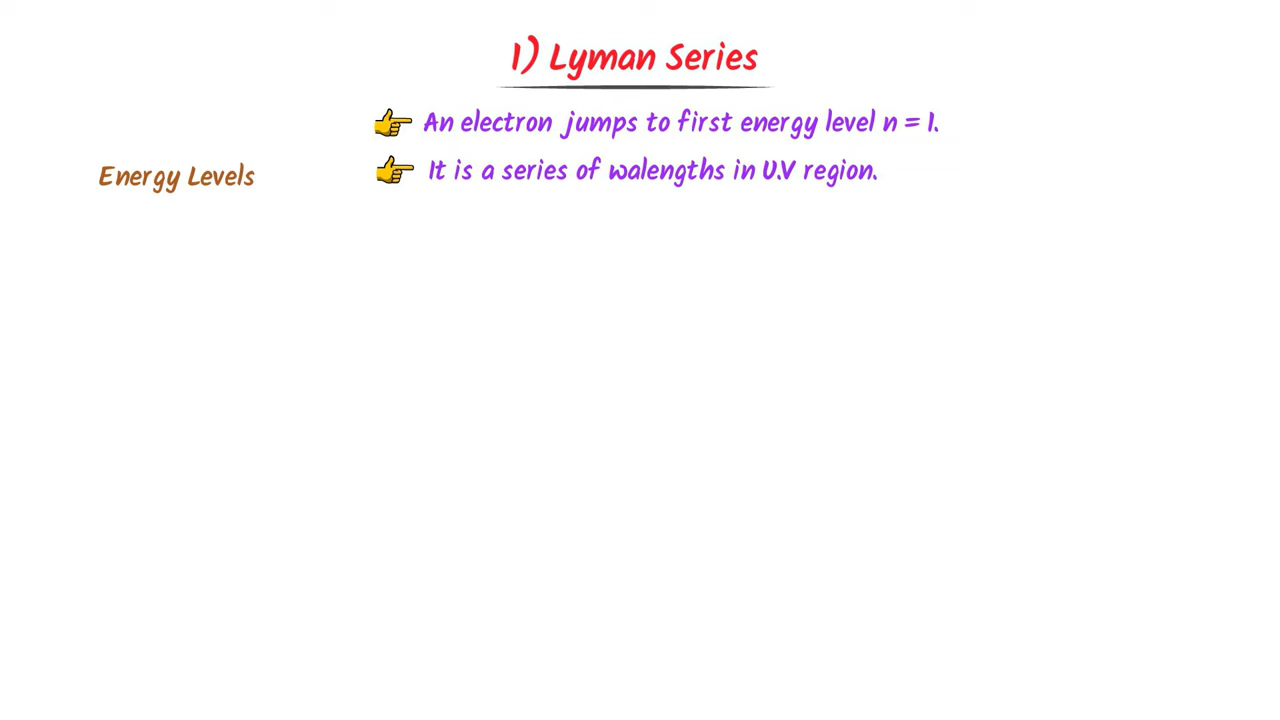 1) Lyman Series
An electron jumps to first energy level n = 1.
It is a series of walengths in U.V region.
Energy Levels